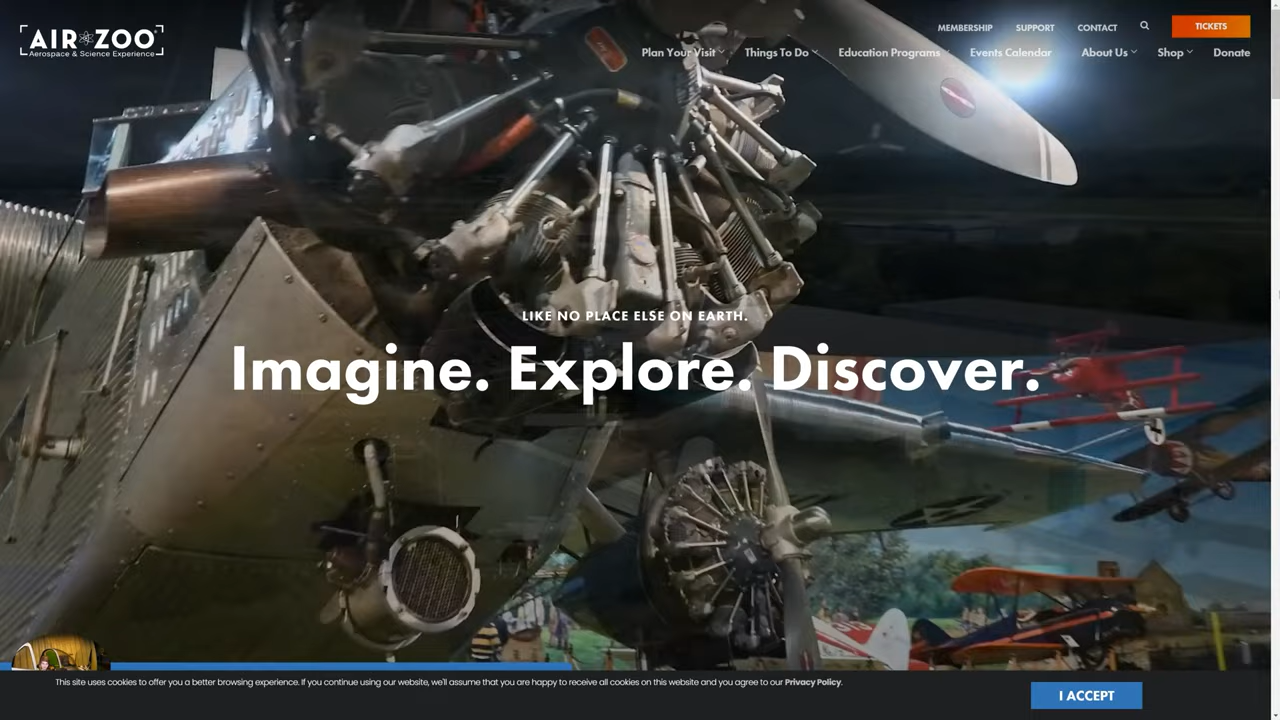 AIR ZOO
Aerospace & Science Experience
MEMBERSHIP
SUPPORT
CONTACT
TICKETS
Plan Your Visit
Things To Do
Education Programs
Events Calendar
About Us
Shop
Donate
LIKE NO PLACE ELSE ON EARTH.
Imagine. Explore. Discover.
This site uses cookies to offer you a better browsing experience. If you continue using our website, we'll assume that you are happy to receive all cookies on this website and you agree to our Privacy Policy.
I ACCEPT